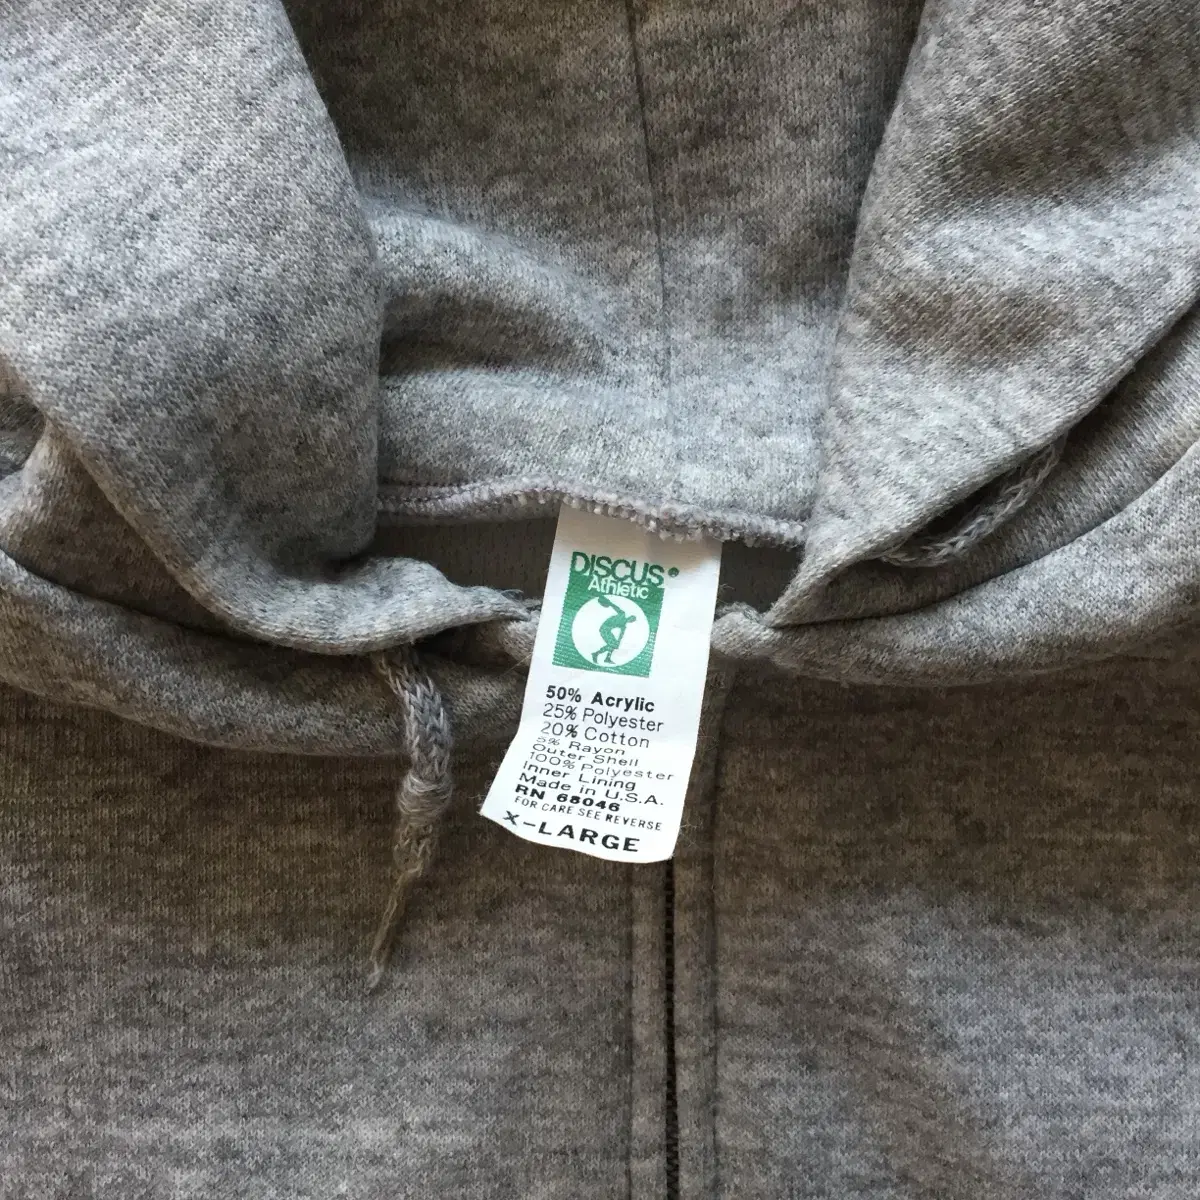 DISCUS®
Athletic
50% Acrylic
25% Polyester
20% Cotton
5% Rayon
Outer Shell
100% Polyester
Inner Lining
Made in U.S.A.
RN 68046
FOR CARE SEE REVERSE
X-LARGE